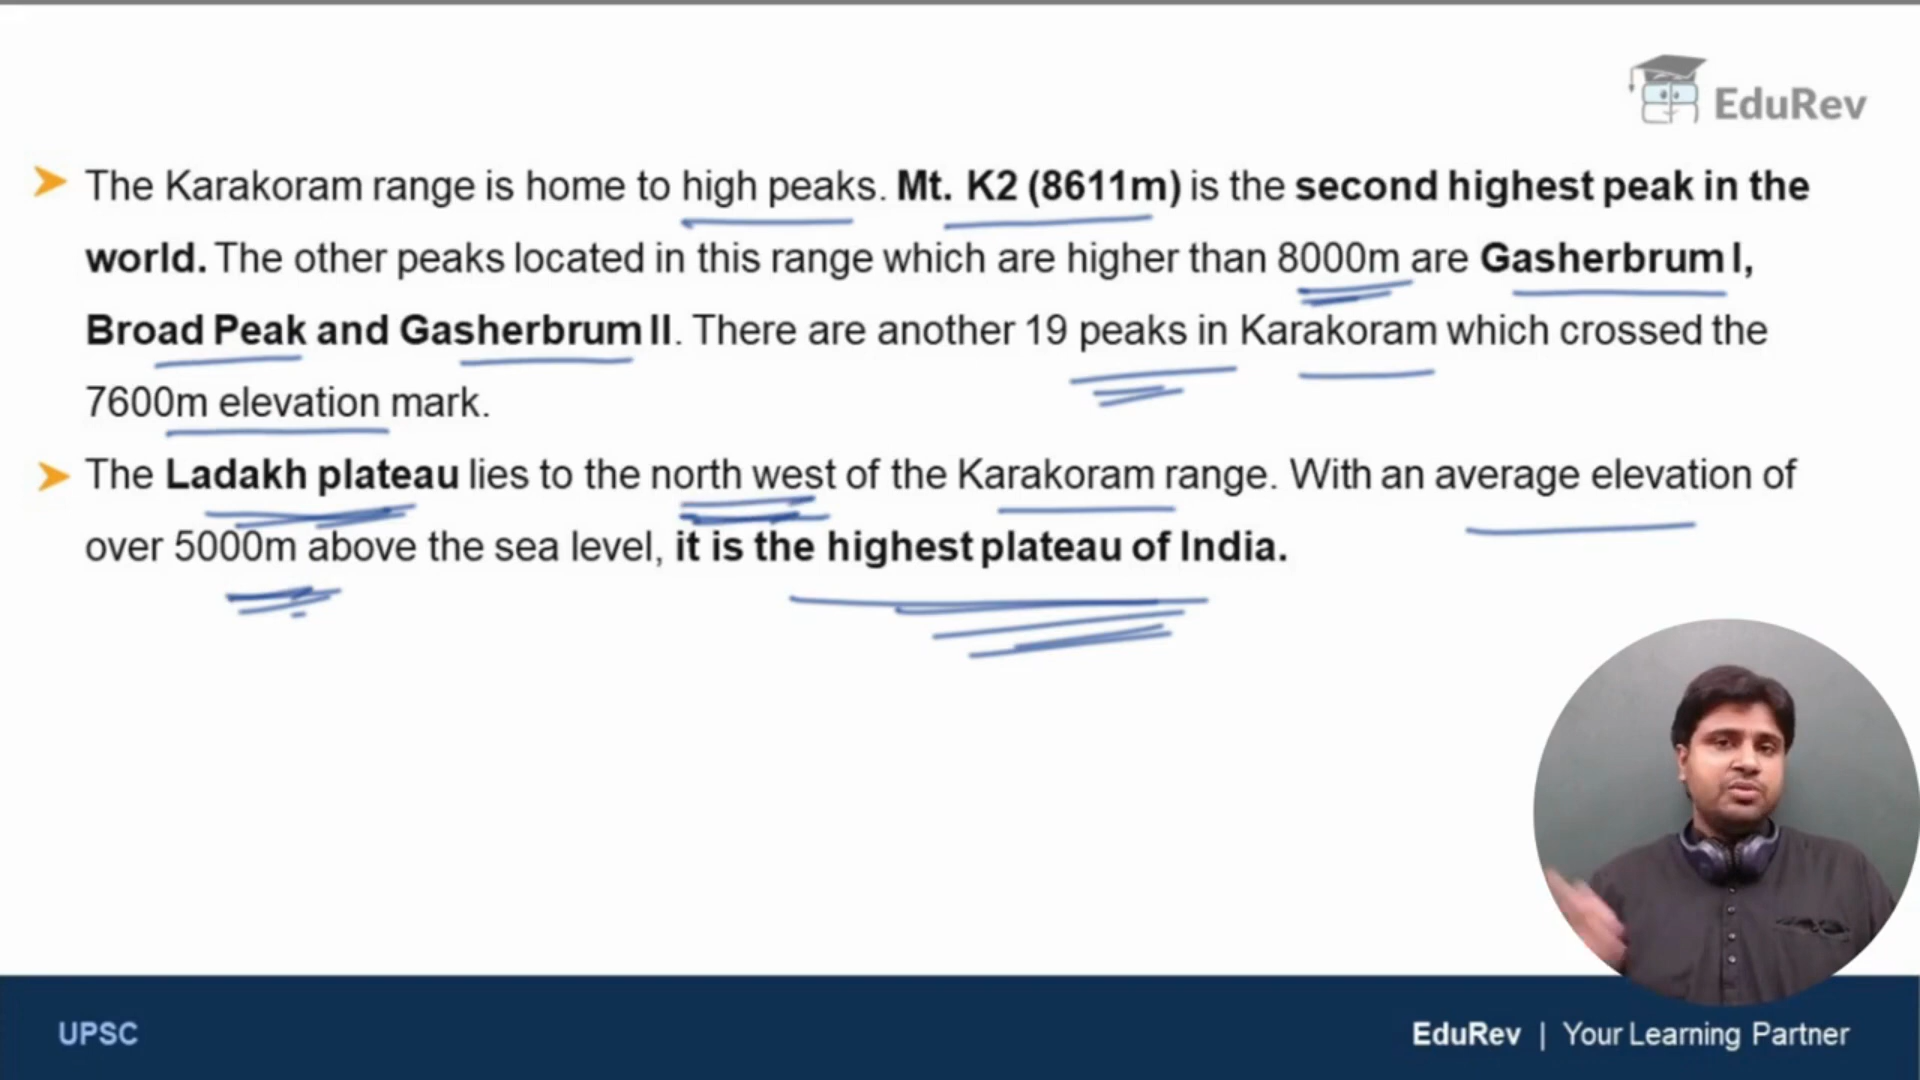 EduRev
The Karakoram range is home to high peaks. Mt. K2 (8611m) is the second highest peak in the
world. The other peaks located in this range which are higher than 8000m are Gasherbrum I,
Broad Peak and Gasherbrum II. There are another 19 peaks in Karakoram which crossed the
7600m elevation mark.
The Ladakh plateau lies to the north west of the Karakoram range. With an average elevation of
over 5000m above the sea level, it is the highest plateau of India.
UPSC
EduRev | Your Learning Partner